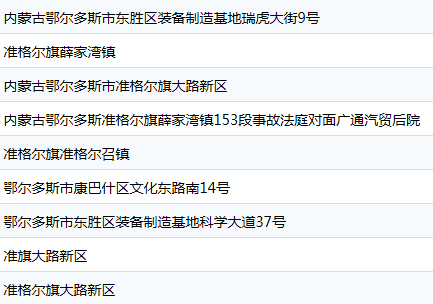 内蒙古鄂尔多斯市东胜区装备制造基地瑞虎大街9号
准格尔旗薛家湾镇
内蒙古鄂尔多斯市准格尔旗大路新区
内蒙古鄂尔多斯准格尔旗薛家湾镇153段事故法庭对面广通汽贸后院
准格尔旗准格尔召镇
鄂尔多斯市康巴什区文化东路南14号
鄂尔多斯市东胜区装备制造基地科学大道37号
准旗大路新区
准格尔旗大路新区